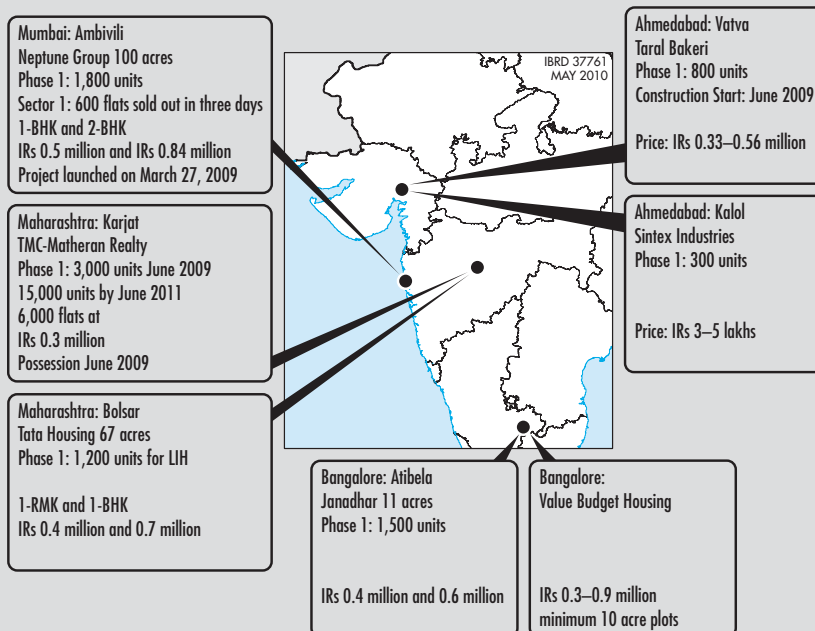 Mumbai: Ambivili
Neptune Group 100 acres
Phase 1: 1,800 units
Sector 1: 600 flats sold out in three days
1-BHK and 2-BHK
IRs 0.5 million and IRs 0.84 million
Project launched on March 27, 2009
Maharashtra: Karjat
TMC-Matheran Realty
Phase 1: 3,000 units June 2009
15,000 units by June 2011
6,000 flats at
IRs 0.3 million
Possession June 2009
Maharashtra: Bolsar
Tata Housing 67 acres
Phase 1: 1,200 units for LIH
1-RMK and 1-BHK
IRs 0.4 million and 0.7 million
IBRD 37761
MAY 2010
Ahmedabad: Vatva
Taral Bakeri
Phase 1: 800 units
Construction Start: June 2009
Price: IRs 0.33–0.56 million
Ahmedabad: Kalol
Sintex Industries
Phase 1: 300 units
Price: IRs 3–5 lakhs
Bangalore: Atibela
Janadhar 11 acres
Phase 1: 1,500 units
IRs 0.4 million and 0.6 million
Bangalore:
Value Budget Housing
IRs 0.3–0.9 million
minimum 10 acre plots